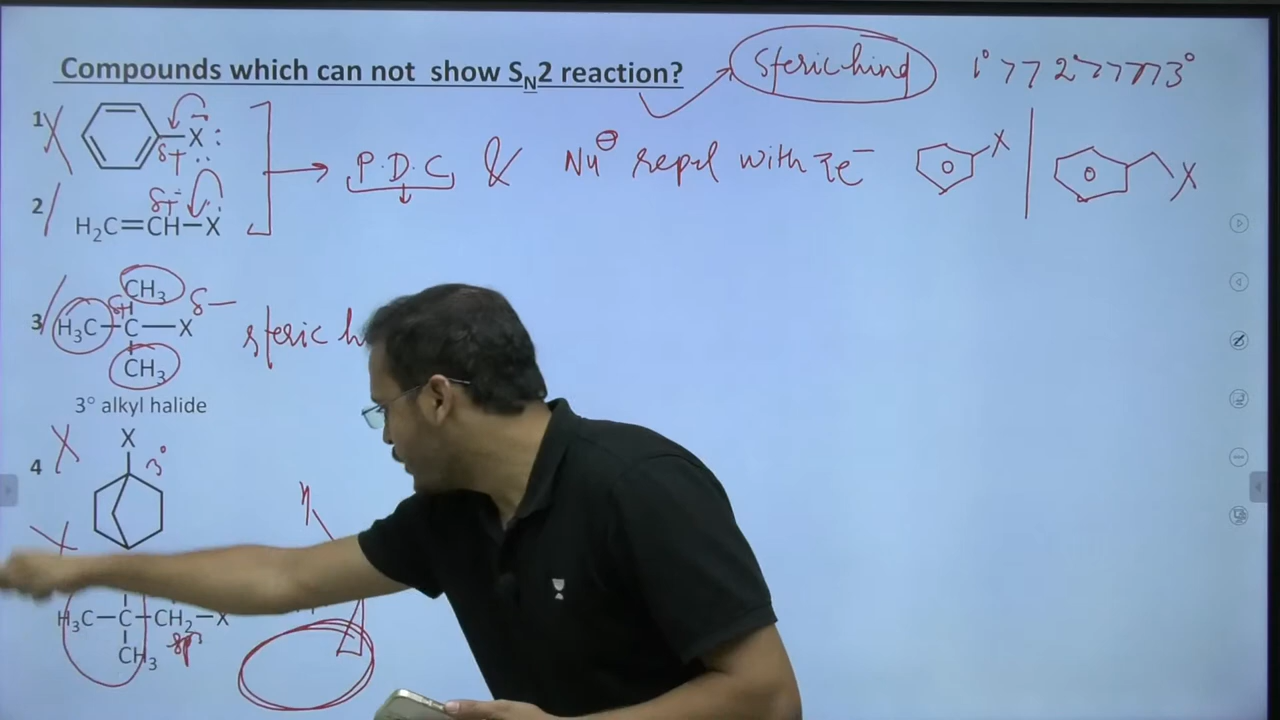 Compounds which can not show SN2 reaction?
Steric hind 1° >> 2° >>>> 3°
1 X δ+ X
P.D.C & Nu⊖ repel with πe⁻ X
X
2 δ+ H₂C=CH–X
CH₃
3 H₃C–C–X δ+ δ– steric h
CH₃
3° alkyl halide
X
4 X 3°
X
H₃C–C–CH₂–X
CH₃ sp³